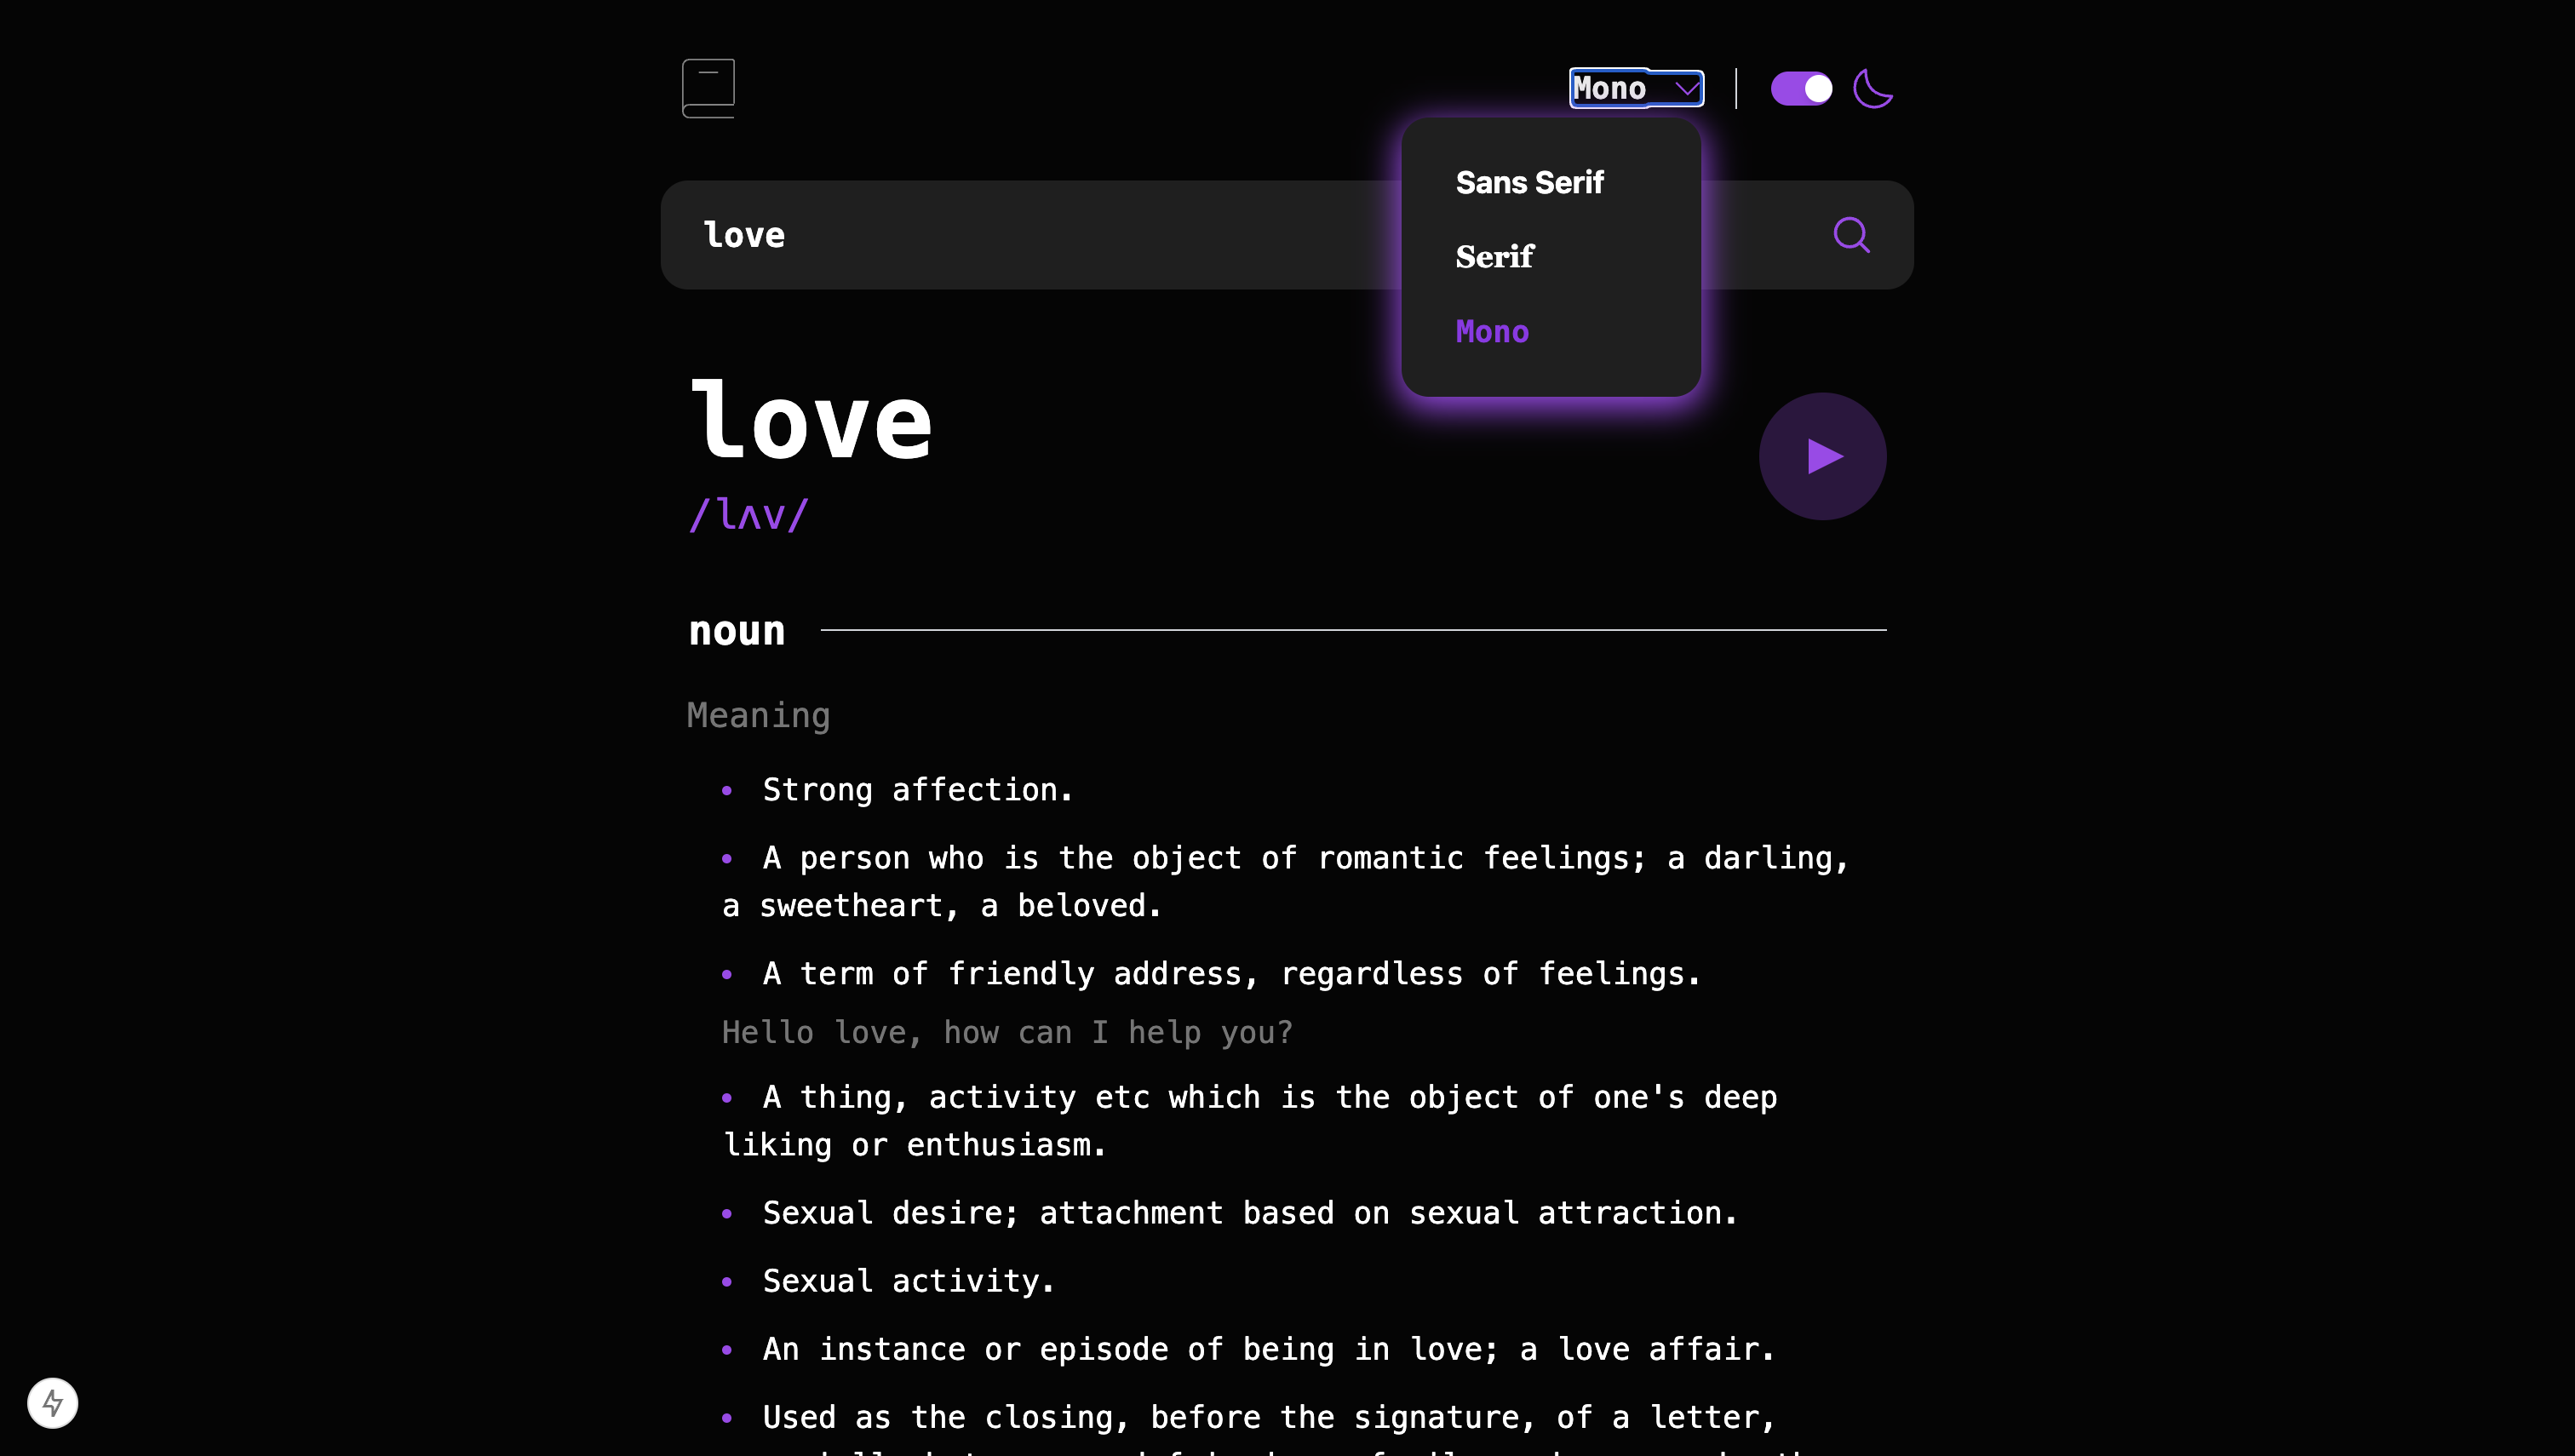 Mono
Sans Serif
Serif
Mono
love
love
/lʌv/
noun
Meaning
Strong affection.
A person who is the object of romantic feelings; a darling,
a sweetheart, a beloved.
A term of friendly address, regardless of feelings.
Hello love, how can I help you?
A thing, activity etc which is the object of one's deep
liking or enthusiasm.
Sexual desire; attachment based on sexual attraction.
Sexual activity.
An instance or episode of being in love; a love affair.
Used as the closing, before the signature, of a letter,